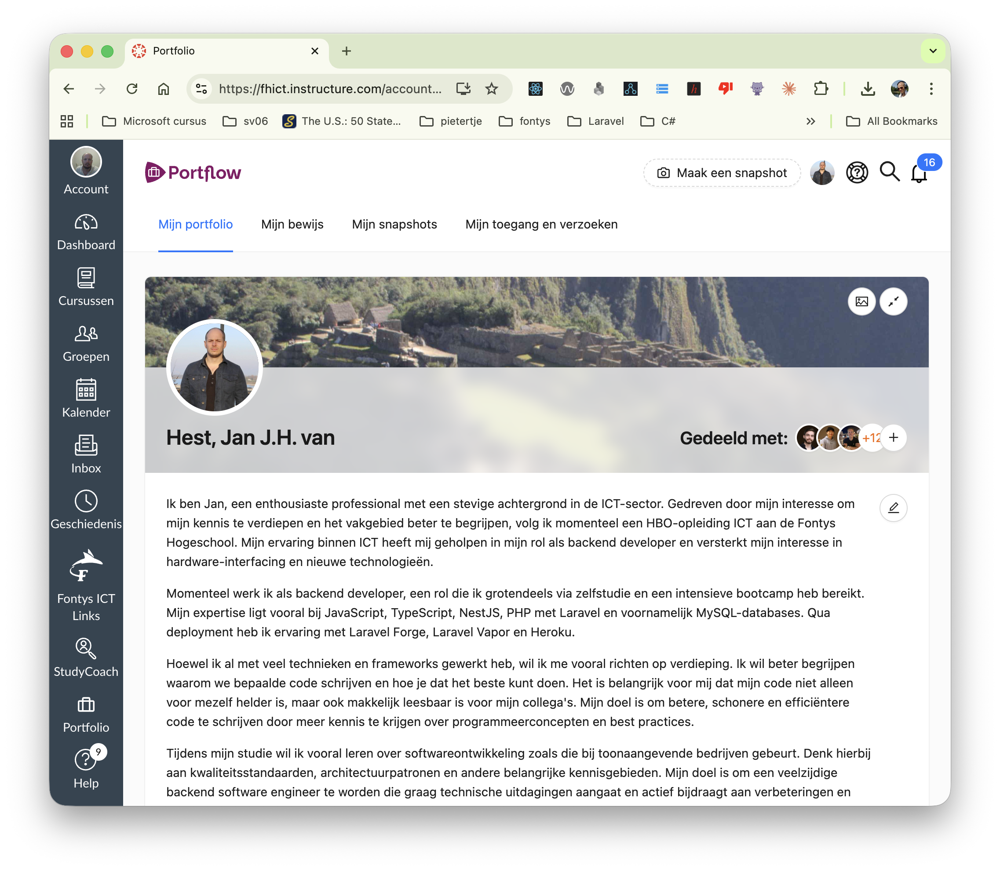 Portfolio
https://fhict.instructure.com/account...
Microsoft cursus
sv06
The U.S.: 50 State...
pietertje
fontys
Laravel
C#
All Bookmarks
Account
Dashboard
Cursussen
Groepen
Kalender
Inbox
Geschiedenis
Fontys ICT
Links
StudyCoach
Portfolio
9
Help
Portflow
Maak een snapshot
16
Mijn portfolio
Mijn bewijs
Mijn snapshots
Mijn toegang en verzoeken
Hest, Jan J.H. van
Gedeeld met:
+12
Ik ben Jan, een enthousiaste professional met een stevige achtergrond in de ICT-sector. Gedreven door mijn interesse om
mijn kennis te verdiepen en het vakgebied beter te begrijpen, volg ik momenteel een HBO-opleiding ICT aan de Fontys
Hogeschool. Mijn ervaring binnen ICT heeft mij geholpen in mijn rol als backend developer en versterkt mijn interesse in
hardware-interfacing en nieuwe technologieën.
Momenteel werk ik als backend developer, een rol die ik grotendeels via zelfstudie en een intensieve bootcamp heb bereikt.
Mijn expertise ligt vooral bij JavaScript, TypeScript, NestJS, PHP met Laravel en voornamelijk MySQL-databases. Qua
deployment heb ik ervaring met Laravel Forge, Laravel Vapor en Heroku.
Hoewel ik al met veel technieken en frameworks gewerkt heb, wil ik me vooral richten op verdieping. Ik wil beter begrijpen
waarom we bepaalde code schrijven en hoe je dat het beste kunt doen. Het is belangrijk voor mij dat mijn code niet alleen
voor mezelf helder is, maar ook makkelijk leesbaar is voor mijn collega's. Mijn doel is om betere, schonere en efficiëntere
code te schrijven door meer kennis te krijgen over programmeerconcepten en best practices.
Tijdens mijn studie wil ik vooral leren over softwareontwikkeling zoals die bij toonaangevende bedrijven gebeurt. Denk hierbij
aan kwaliteitsstandaarden, architectuurpatronen en andere belangrijke kennisgebieden. Mijn doel is om een veelzijdige
backend software engineer te worden die graag technische uitdagingen aangaat en actief bijdraagt aan verbeteringen en